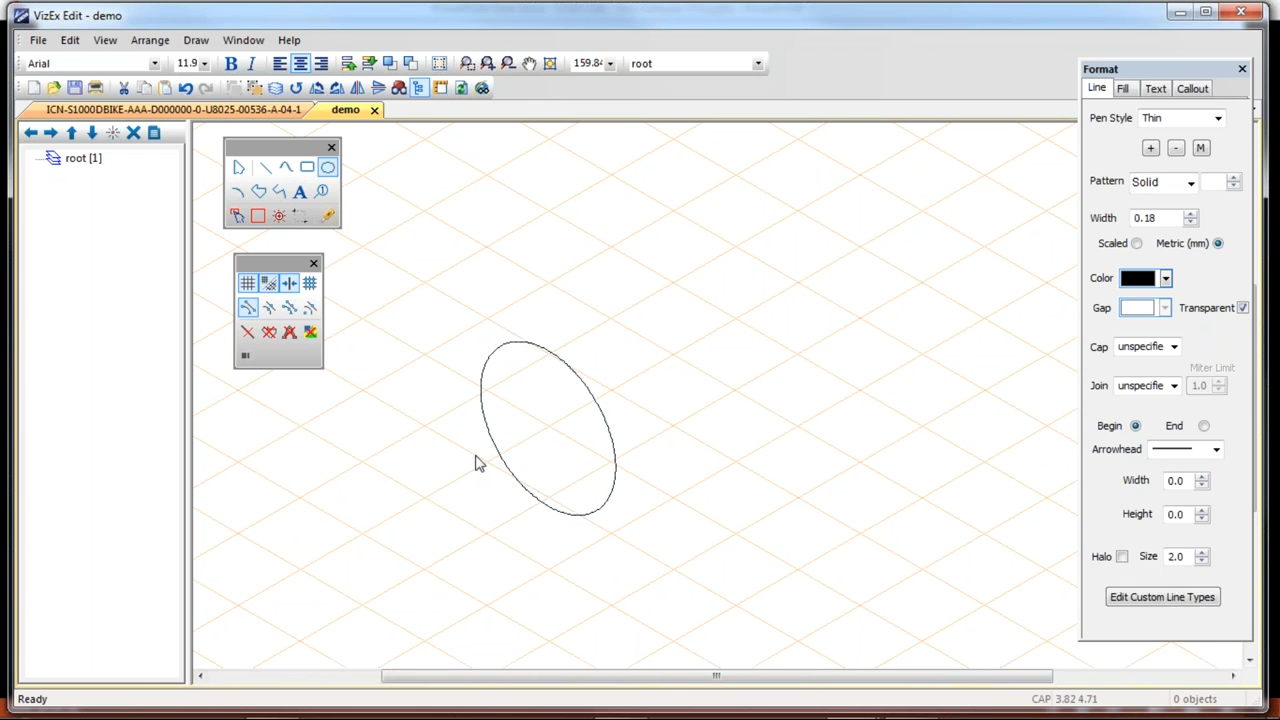 VizEx Edit - demo
File Edit View Arrange Draw Window Help
Arial 11.9 B I 159.84 root
ICN-S1000DBIKE-AAA-D000000-0-U8025-00536-A-04-1 demo
root [1]
A
Format
Line Fill Text Callout
Pen Style Thin
+ - M
Pattern Solid
Width 0.18
Scaled Metric (mm)
Color
Gap Transparent
Cap unspecifie
Miter Limit
Join unspecifie 1.0
Begin End
Arrowhead
Width 0.0
Height 0.0
Halo Size 2.0
Edit Custom Line Types
Ready CAP 3.82 4.71 0 objects